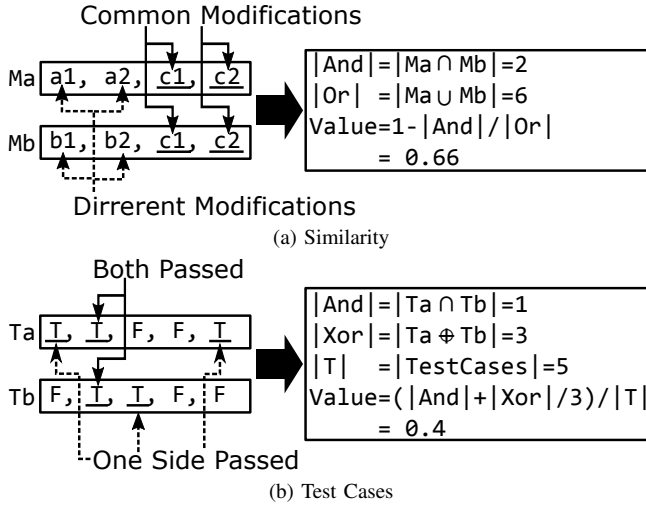 Common Modifications
Ma a1, a2, c1, c2
Mb b1, b2, c1, c2
Dirrerent Modifications
|And|=|Ma∩Mb|=2
|Or| =|Ma∪Mb|=6
Value=1-|And|/|Or|
= 0.66
(a) Similarity
Both Passed
Ta T, T, F, F, T
Tb F, T, T, F, F
One Side Passed
|And|=|Ta∩Tb|=1
|Xor|=|Ta⊕Tb|=3
|T| =|TestCases|=5
Value=(|And|+|Xor|/3)/|T|
= 0.4
(b) Test Cases